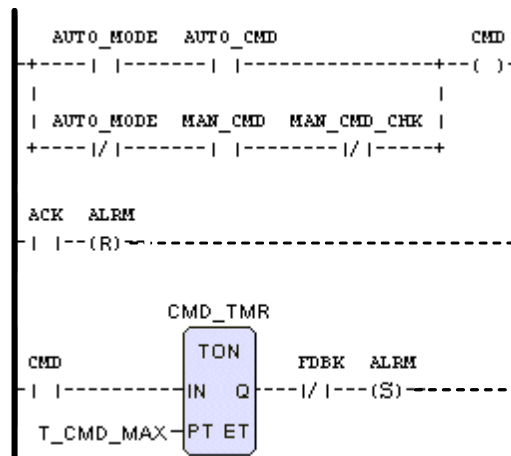 AUTO_MODE AUTO_CMD CMD
AUTO_MODE MAN_CMD MAN_CMD_CHK
ACK ALRM
(R)
CMD_TMR
TON
CMD FDBK ALRM
IN Q (S)
T_CMD_MAX PT ET